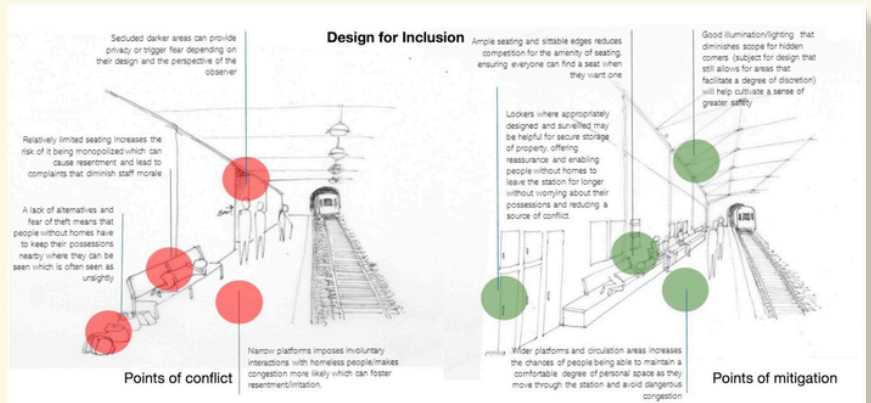 Design for Inclusion
Secluded darker areas can provide
privacy or trigger fear depending on
their design and the perspective of the
observer
Relatively limited seating increases the
risk of it being monopolized which can
cause resentment and lead to
complaints that diminish staff morale
A lack of alternatives and
fear of theft means that
people without homes have
to keep their possessions
nearby where they can be
seen which is often seen as
unsightly
Narrow platforms imposes involuntary
interactions with homeless people/makes
congestion more likely which can foster
resentment/irritation.
Points of conflict
Ample seating and sittable edges reduces
competition for the amenity of seating,
ensuring everyone can find a seat when
they want one
Good illumination/lighting that
diminishes scope for hidden
corners (subject for design that
still allows for areas that
facilitate a degree of discretion)
will help cultivate a sense of
greater safety
Lockers where appropriately
designed and surveilled may
be helpful for secure storage
of property, offering
reassurance and enabling
people without homes to
leave the station for longer
without worrying about their
possessions and reducing a
source of conflict.
Wider platforms and circulation areas increases
the chances of people being able to maintain a
comfortable degree of personal space as they
move through the station and avoid dangerous
congestion
Points of mitigation